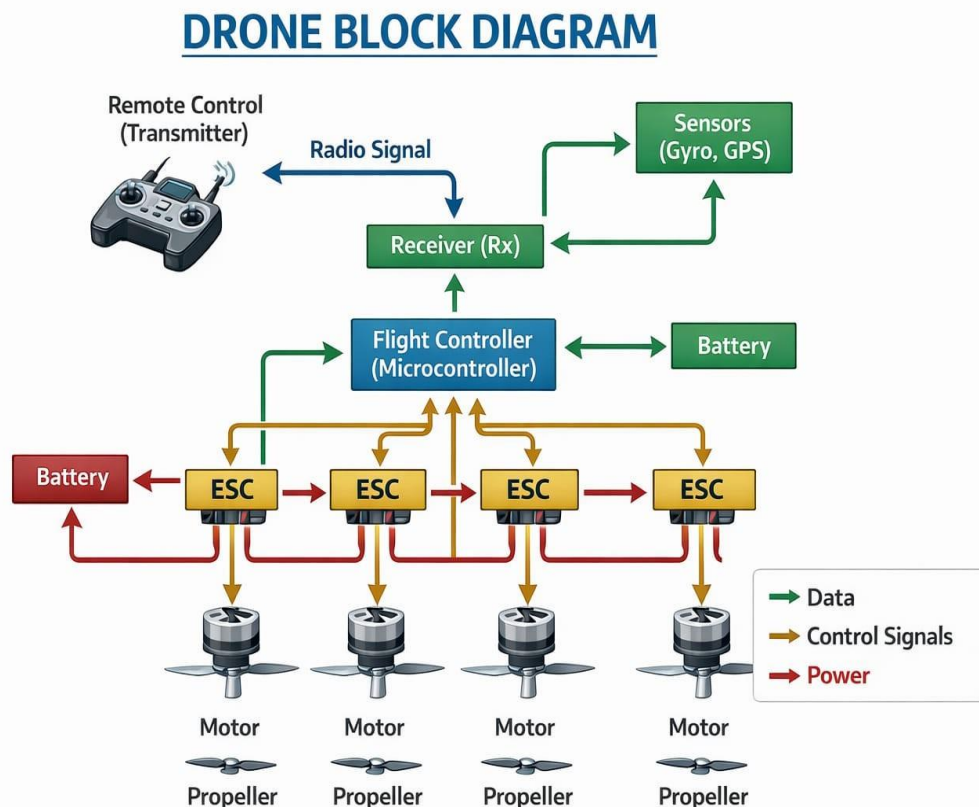 DRONE BLOCK DIAGRAM
Remote Control
(Transmitter)
Radio Signal
Sensors
(Gyro, GPS)
Receiver (Rx)
Flight Controller
(Microcontroller)
Battery
Battery
ESC
ESC
ESC
ESC
Data
Control Signals
Power
Motor
Motor
Motor
Motor
Propeller
Propeller
Propeller
Propeller